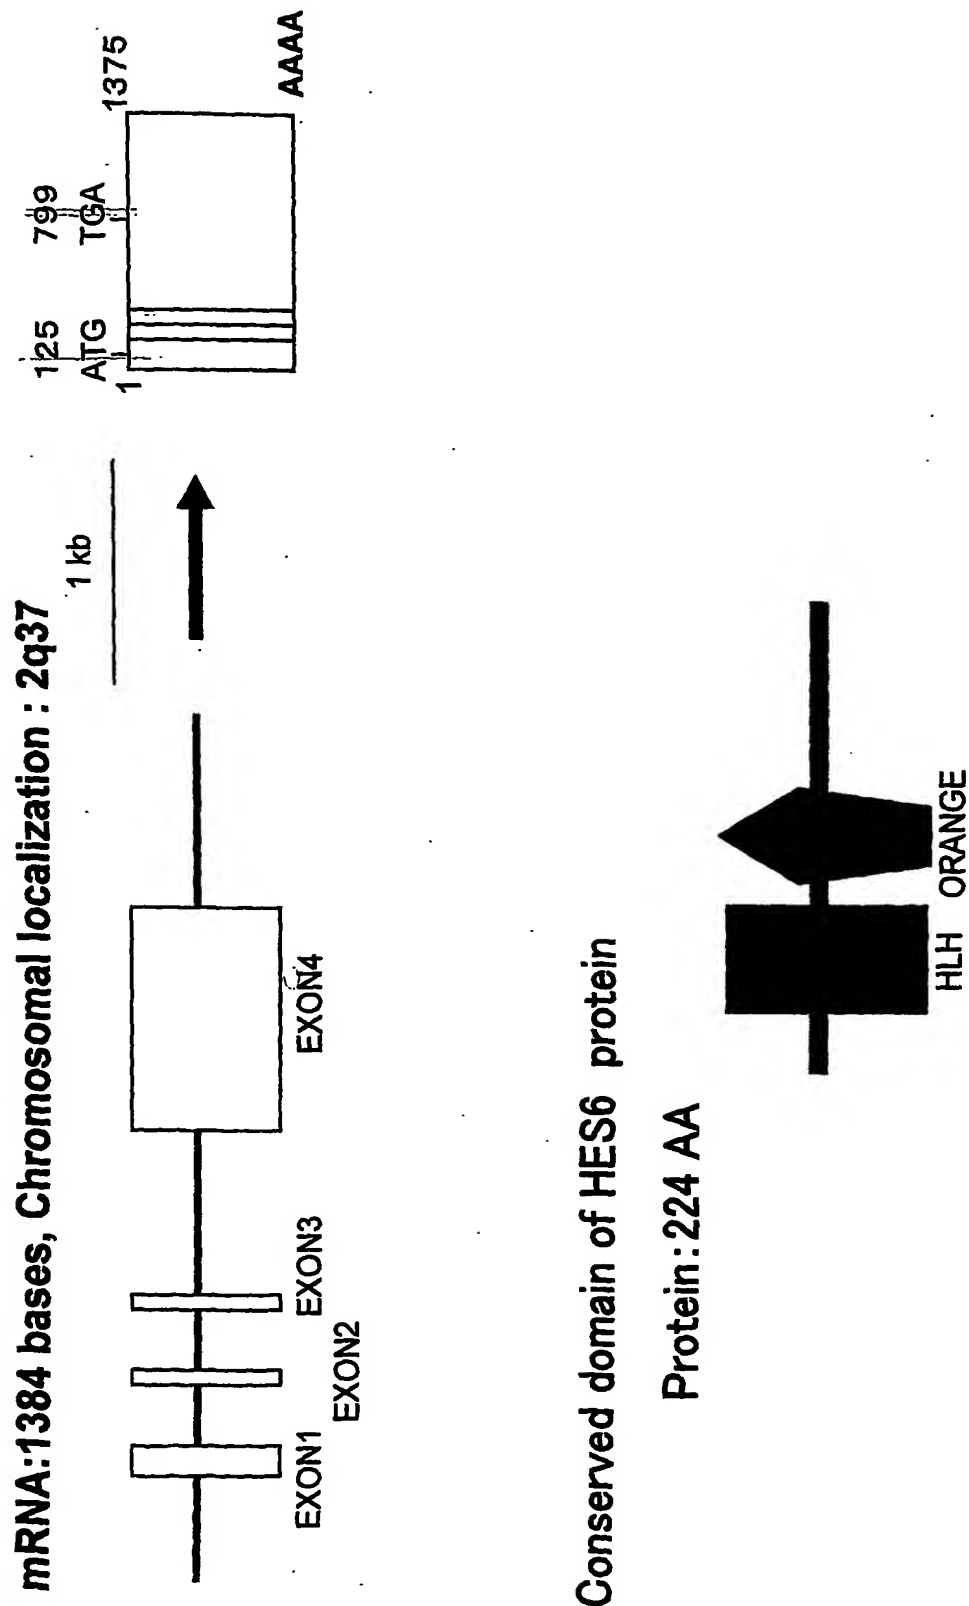 mRNA:1384 bases, Chromosomal localization : 2q37
1 kb
125 799
ATG TGA
1 1375
AAAA
EXON1 EXON3 EXON4
EXON2
Conserved domain of HES6 protein
Protein:224 AA
HLH ORANGE